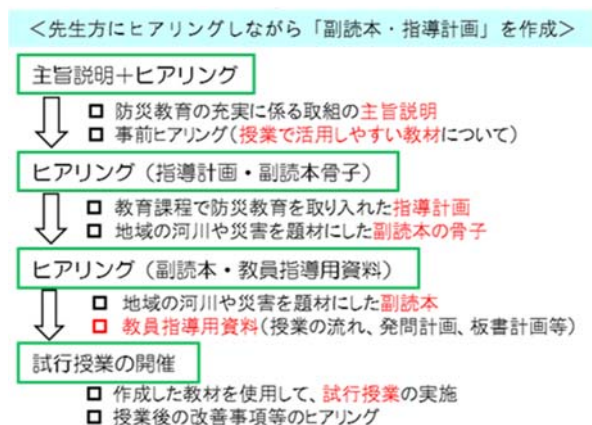 <先生方にヒアリングしながら「副読本・指導計画」を作成>
主旨説明+ヒアリング
防災教育の充実に係る取組の主旨説明
事前ヒアリング(授業で活用しやすい教材について)
ヒアリング(指導計画・副読本骨子)
教育課程で防災教育を取り入れた指導計画
地域の河川や災害を題材にした副読本の骨子
ヒアリング(副読本・教員指導用資料)
地域の河川や災害を題材にした副読本
教員指導用資料(授業の流れ、発問計画、板書計画等)
試行授業の開催
作成した教材を使用して、試行授業の実施
授業後の改善事項等のヒアリング